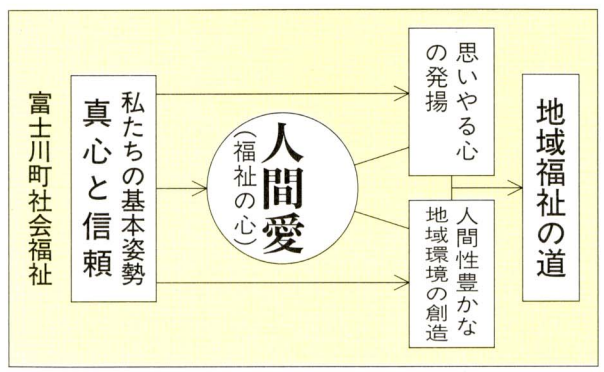 富士川町社会福祉
私たちの基本姿勢
真心と信頼
人間愛
(福祉の心)
思いやる心
の発揚
人間性豊かな
地域環境の創造
地域福祉の道